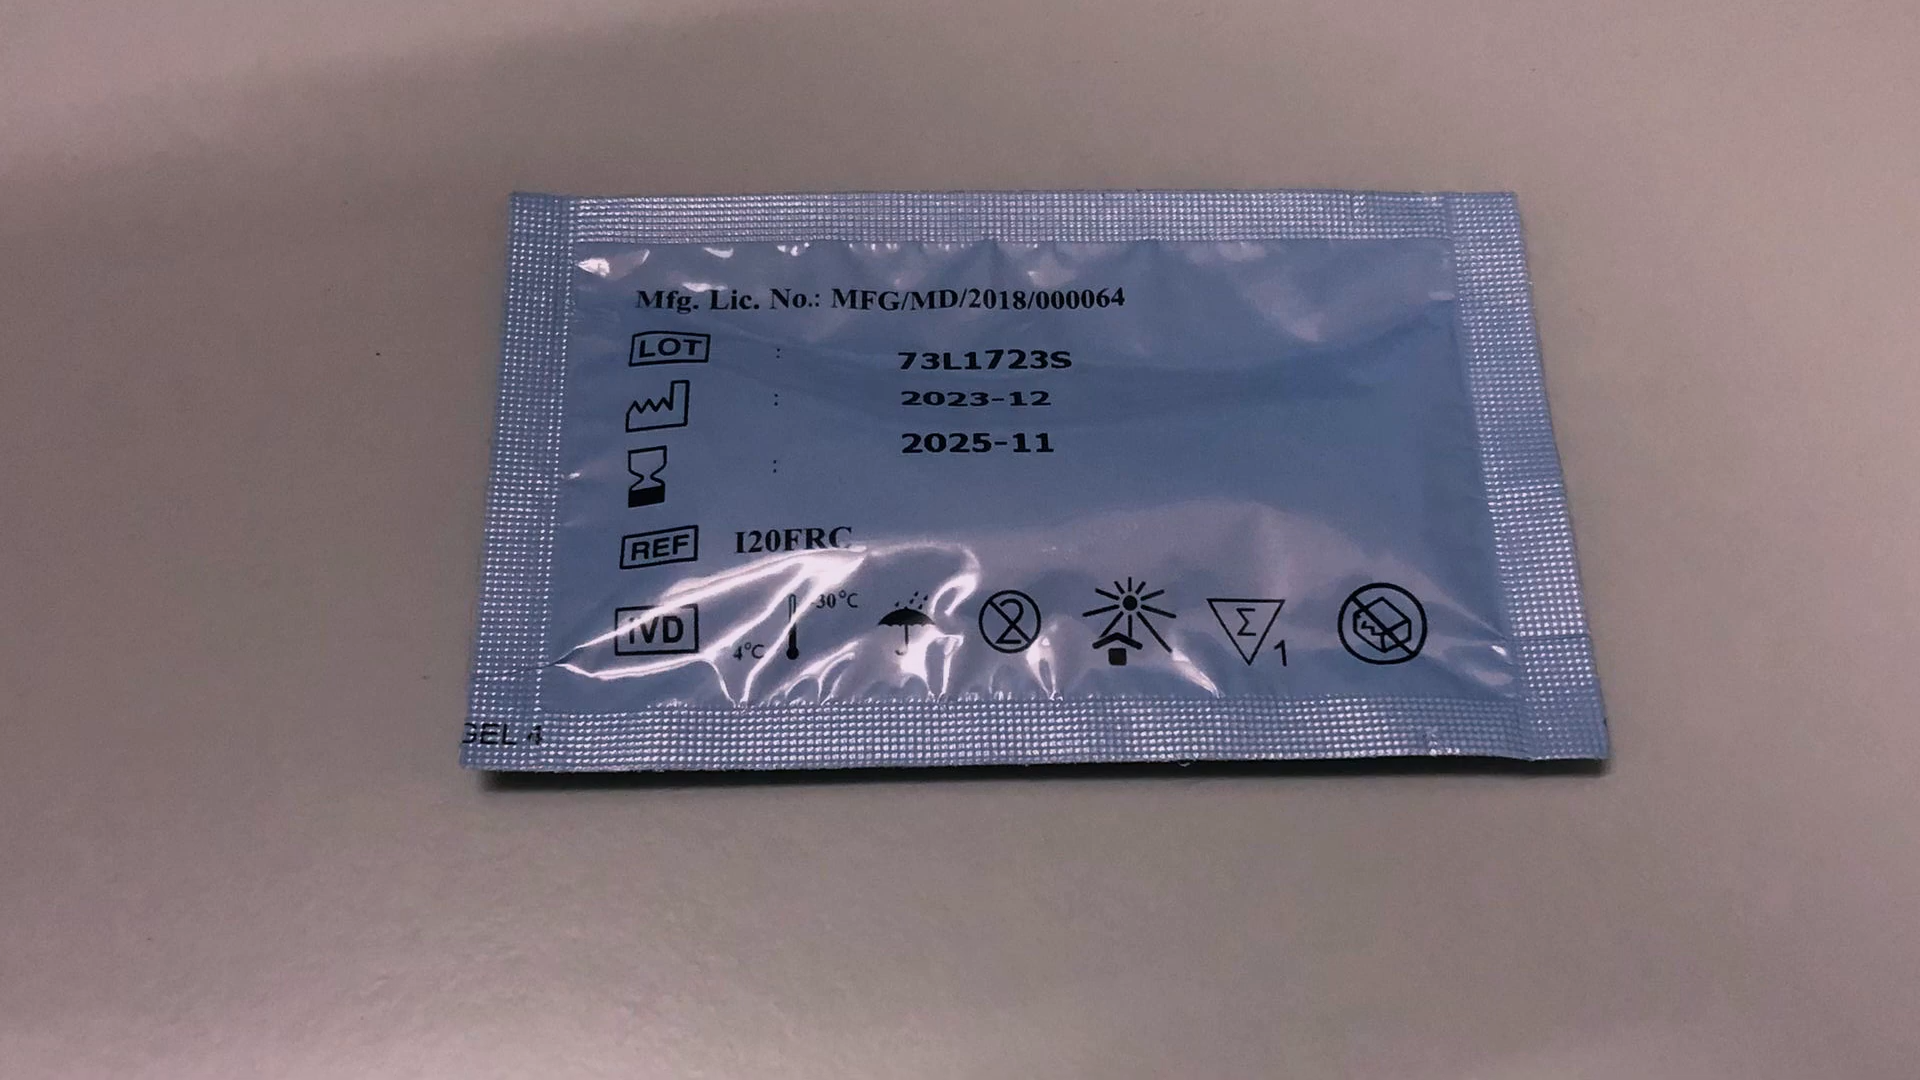 Mfg. Lic. No.: MFG/MD/2018/000064
LOT : 73L1723S
: 2023-12
: 2025-11
REF I20FRC
IVD 4°C 30°C 2 Σ 1
GEL 4